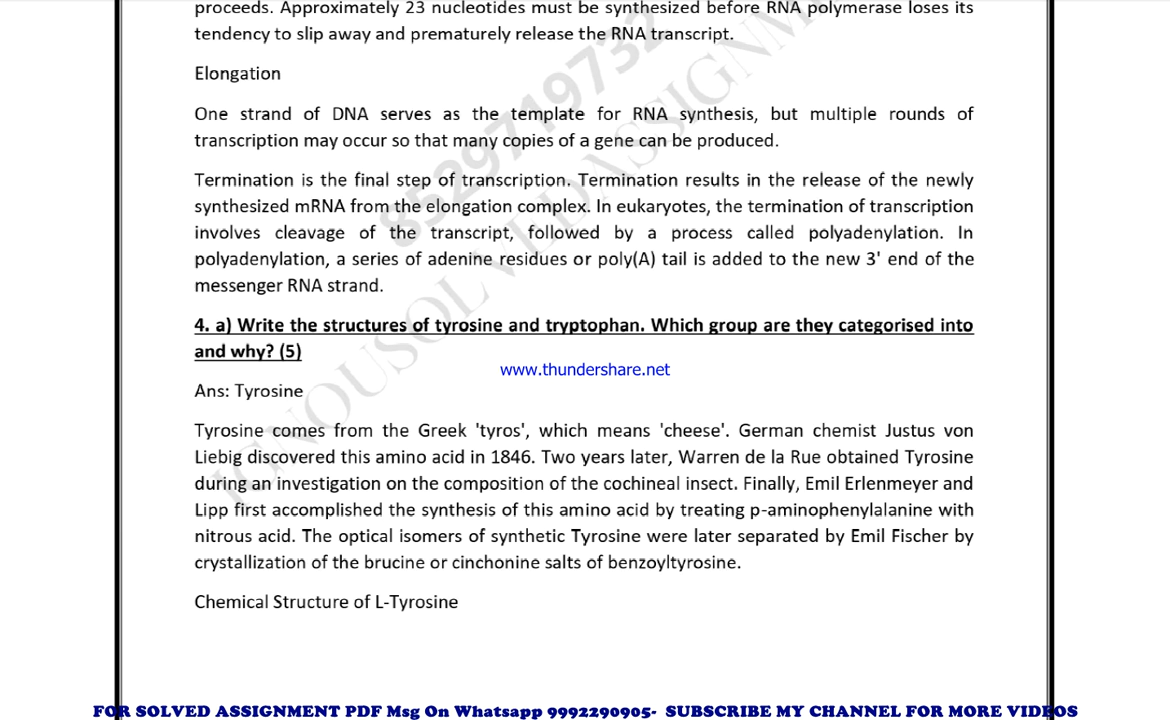 proceeds. Approximately 23 nucleotides must be synthesized before RNA polymerase loses its
tendency to slip away and prematurely release the RNA transcript.
Elongation
One strand of DNA serves as the template for RNA synthesis, but multiple rounds of
transcription may occur so that many copies of a gene can be produced.
Termination is the final step of transcription. Termination results in the release of the newly
synthesized mRNA from the elongation complex. In eukaryotes, the termination of transcription
involves cleavage of the transcript, followed by a process called polyadenylation. In
polyadenylation, a series of adenine residues or poly(A) tail is added to the new 3' end of the
messenger RNA strand.
4. a) Write the structures of tyrosine and tryptophan. Which group are they categorised into
and why? (5)
www.thundershare.net
Ans: Tyrosine
Tyrosine comes from the Greek 'tyros', which means 'cheese'. German chemist Justus von
Liebig discovered this amino acid in 1846. Two years later, Warren de la Rue obtained Tyrosine
during an investigation on the composition of the cochineal insect. Finally, Emil Erlenmeyer and
Lipp first accomplished the synthesis of this amino acid by treating p-aminophenylalanine with
nitrous acid. The optical isomers of synthetic Tyrosine were later separated by Emil Fischer by
crystallization of the brucine or cinchonine salts of benzoyltyrosine.
Chemical Structure of L-Tyrosine
8529719732
IGNOUSOLVEDASSIGNM
FOR SOLVED ASSIGNMENT PDF Msg On Whatsapp 9992290905- SUBSCRIBE MY CHANNEL FOR MORE VIDEOS